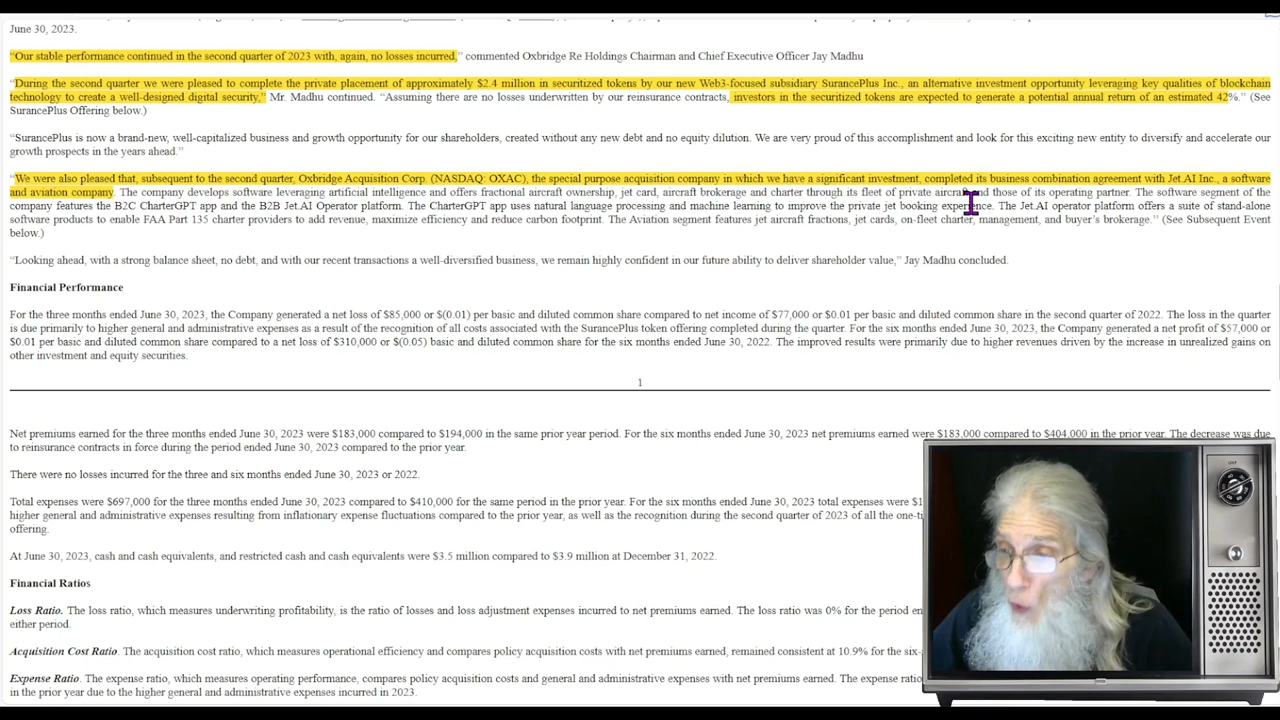 June 30, 2023.
“Our stable performance continued in the second quarter of 2023 with, again, no losses incurred,” commented Oxbridge Re Holdings Chairman and Chief Executive Officer Jay Madhu
“During the second quarter we were pleased to complete the private placement of approximately $2.4 million in securitized tokens by our new Web3-focused subsidiary SurancePlus Inc., an alternative investment opportunity leveraging key qualities of blockchain
technology to create a well-designed digital security,” Mr. Madhu continued. “Assuming there are no losses underwritten by our reinsurance contracts, investors in the securitized tokens are expected to generate a potential annual return of an estimated 42%.” (See
SurancePlus Offering below.)
“SurancePlus is now a brand-new, well-capitalized business and growth opportunity for our shareholders, created without any new debt and no equity dilution. We are very proud of this accomplishment and look for this exciting new entity to diversify and accelerate our
growth prospects in the years ahead.”
“We were also pleased that, subsequent to the second quarter, Oxbridge Acquisition Corp. (NASDAQ: OXAC), the special purpose acquisition company in which we have a significant investment, completed its business combination agreement with Jet.AI Inc., a software
and aviation company. The company develops software leveraging artificial intelligence and offers fractional aircraft ownership, jet card, aircraft brokerage and charter through its fleet of private aircraft and those of its operating partner. The software segment of the
company features the B2C CharterGPT app and the B2B Jet.AI Operator platform. The CharterGPT app uses natural language processing and machine learning to improve the private jet booking experience. The Jet.AI operator platform offers a suite of stand-alone
software products to enable FAA Part 135 charter providers to add revenue, maximize efficiency and reduce carbon footprint. The Aviation segment features jet aircraft fractions, jet cards, on-fleet charter, management, and buyer’s brokerage.” (See Subsequent Event
below.)
“Looking ahead, with a strong balance sheet, no debt, and with our recent transactions a well-diversified business, we remain highly confident in our future ability to deliver shareholder value,” Jay Madhu concluded.
Financial Performance
For the three months ended June 30, 2023, the Company generated a net loss of $85,000 or $(0.01) per basic and diluted common share compared to net income of $77,000 or $0.01 per basic and diluted common share in the second quarter of 2022. The loss in the quarter
is due primarily to higher general and administrative expenses as a result of the recognition of all costs associated with the SurancePlus token offering completed during the quarter. For the six months ended June 30, 2023, the Company generated a net profit of $57,000 or
$0.01 per basic and diluted common share compared to a net loss of $310,000 or $(0.05) basic and diluted common share for the six months ended June 30, 2022. The improved results were primarily due to higher revenues driven by the increase in unrealized gains on
other investment and equity securities.
1
Net premiums earned for the three months ended June 30, 2023 were $183,000 compared to $194,000 in the same prior year period. For the six months ended June 30, 2023 net premiums earned were $183,000 compared to $404,000 in the prior year. The decrease was due
to reinsurance contracts in force during the period ended June 30, 2023 compared to the prior year.
There were no losses incurred for the three and six months ended June 30, 2023 or 2022.
Total expenses were $697,000 for the three months ended June 30, 2023 compared to $410,000 for the same period in the prior year. For the six months ended June 30, 2023 total expenses were $1
higher general and administrative expenses resulting from inflationary expense fluctuations compared to the prior year, as well as the recognition during the second quarter of 2023 of all the one-ti
offering.
At June 30, 2023, cash and cash equivalents, and restricted cash and cash equivalents were $3.5 million compared to $3.9 million at December 31, 2022.
Financial Ratios
Loss Ratio. The loss ratio, which measures underwriting profitability, is the ratio of losses and loss adjustment expenses incurred to net premiums earned. The loss ratio was 0% for the period en
either period.
Acquisition Cost Ratio. The acquisition cost ratio, which measures operational efficiency and compares policy acquisition costs with net premiums earned, remained consistent at 10.9% for the six-
Expense Ratio. The expense ratio, which measures operating performance, compares policy acquisition costs and general and administrative expenses with net premiums earned. The expense ratio
in the prior year due to the higher general and administrative expenses incurred in 2023.